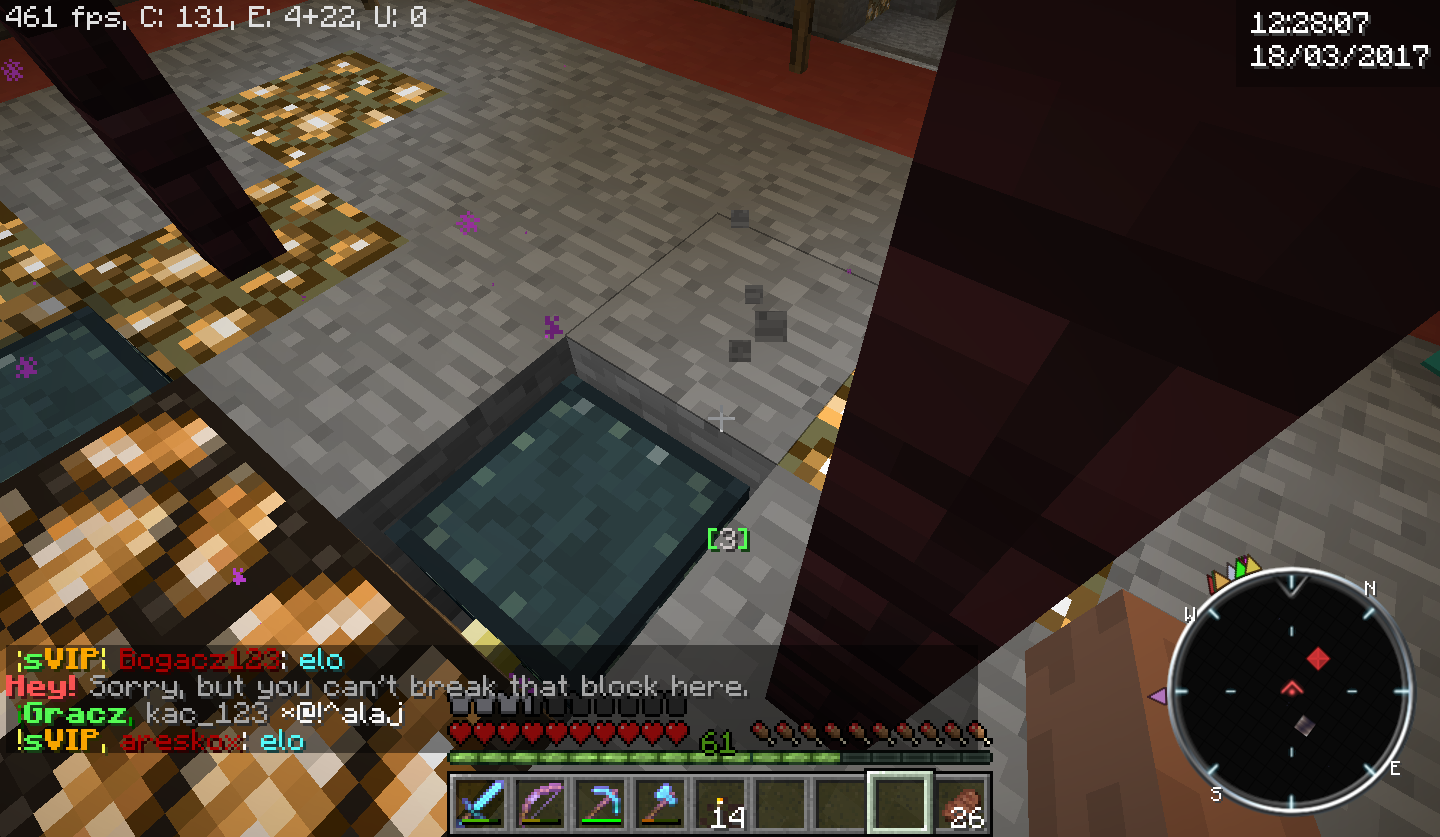 461 fps, C: 131, E: 4+22, U: 0
12:28:07
18/03/2017
[3]
N
W
¦sVIP¦ Bogacz123: elo
Hey! Sorry, but you can't break that block here.
¡Gracz, kac_123 »@!^ala,j
!sVIP, areskox: elo
61
E
S
14
26